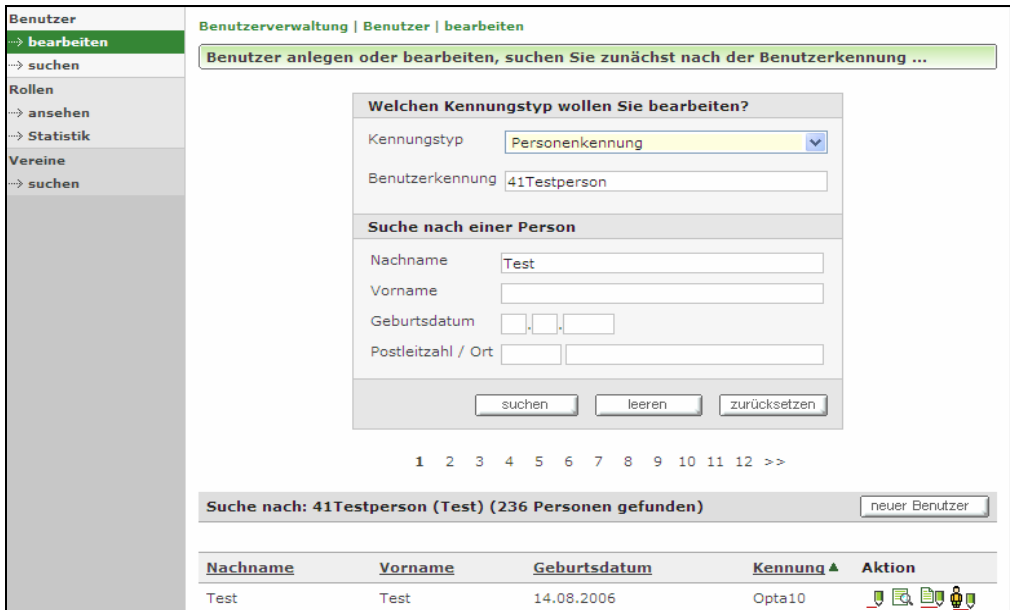 Benutzer
bearbeiten
suchen
Rollen
ansehen
Statistik
Vereine
suchen
Benutzerverwaltung | Benutzer | bearbeiten
Benutzer anlegen oder bearbeiten, suchen Sie zunächst nach der Benutzerkennung ...
Welchen Kennungstyp wollen Sie bearbeiten?
Kennungstyp Personenkennung
Benutzerkennung 41Testperson
Suche nach einer Person
Nachname Test
Vorname
Geburtsdatum . .
Postleitzahl / Ort
suchen leeren zurücksetzen
1 2 3 4 5 6 7 8 9 10 11 12 >>
Suche nach: 41Testperson (Test) (236 Personen gefunden) neuer Benutzer
Nachname Vorname Geburtsdatum Kennung Aktion
Test Test 14.08.2006 Opta10